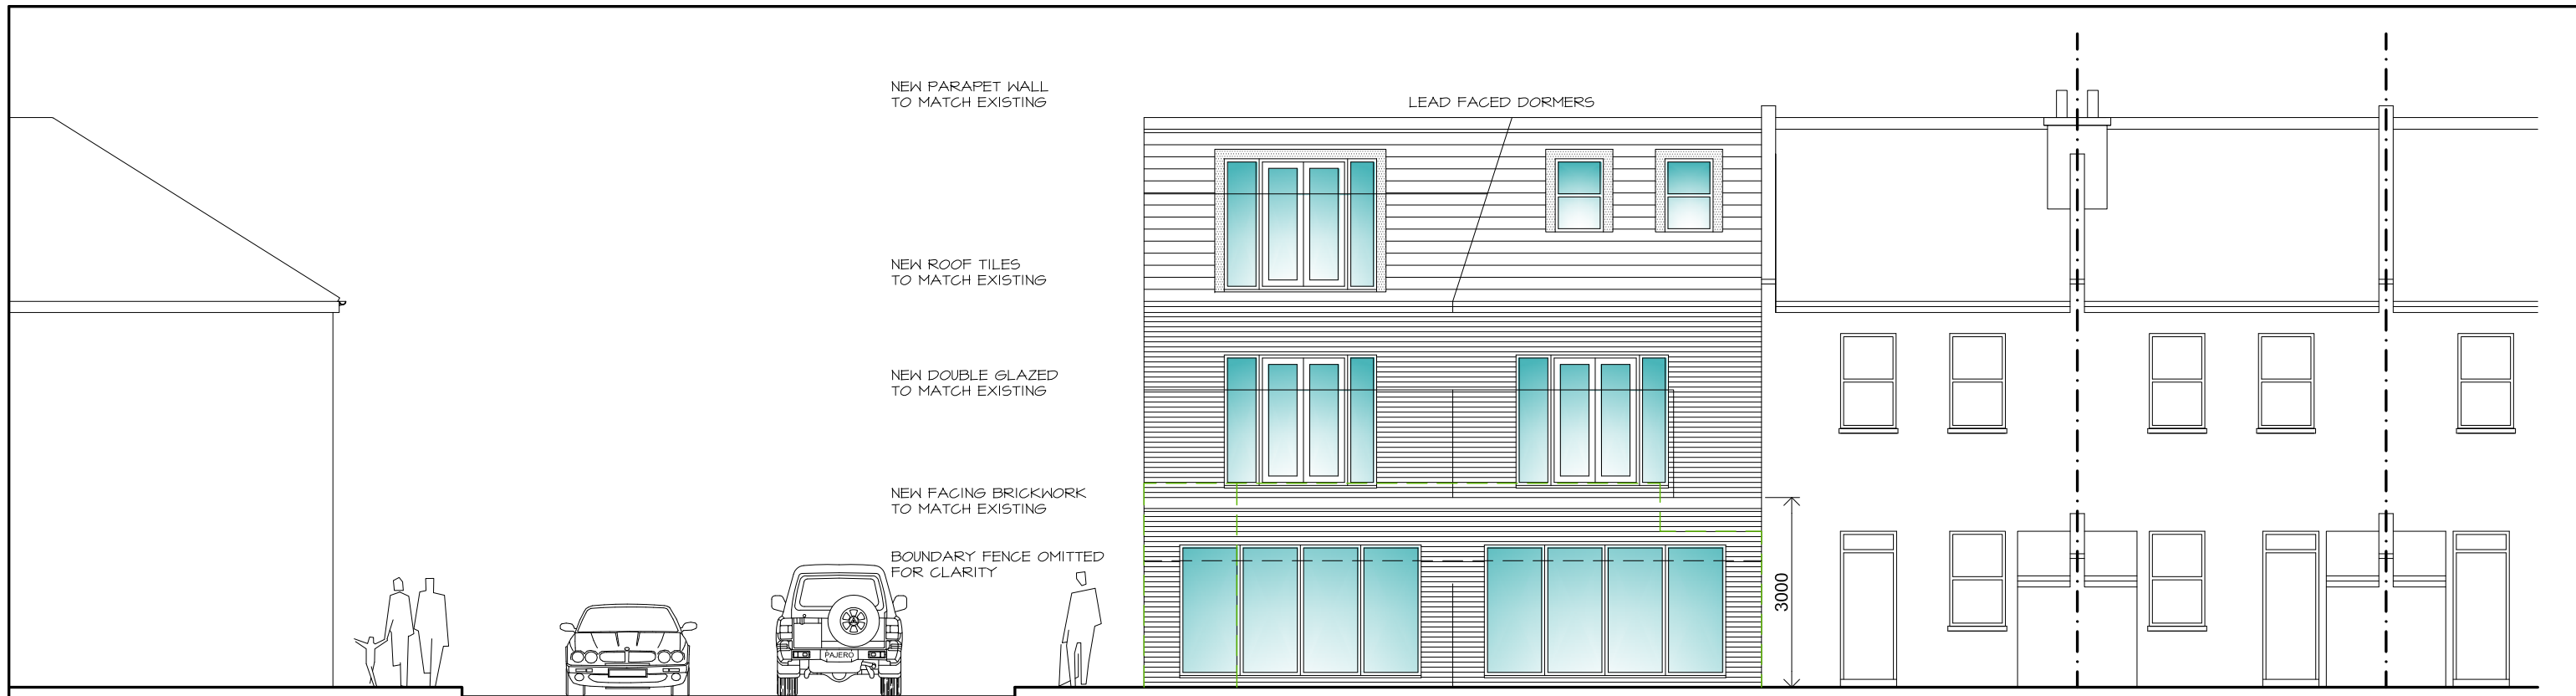 NEW PARAPET WALL
TO MATCH EXISTING
LEAD FACED DORMERS
NEW ROOF TILES
TO MATCH EXISTING
NEW DOUBLE GLAZED
TO MATCH EXISTING
NEW FACING BRICKWORK
TO MATCH EXISTING
BOUNDARY FENCE OMITTED
FOR CLARITY
3000
PAJERO